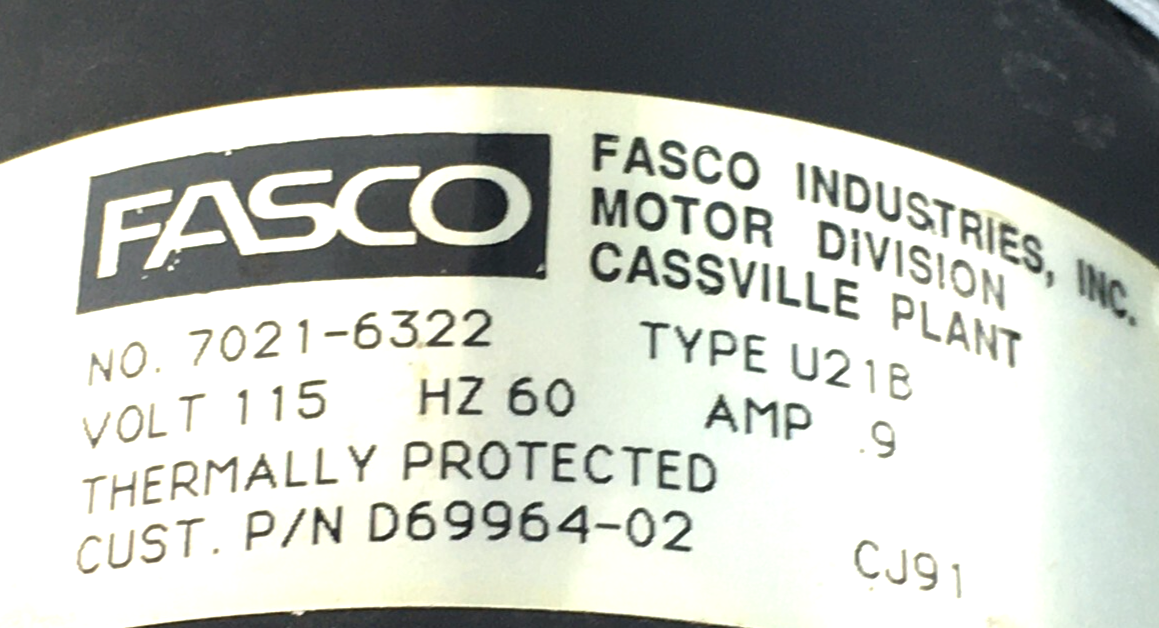 FASCO
FASCO INDUSTRIES, INC.
MOTOR DIVISION
CASSVILLE PLANT
NO. 7021-6322 TYPE U21B
VOLT 115 HZ 60 AMP .9
THERMALLY PROTECTED
CUST. P/N D69964-02
CJ91